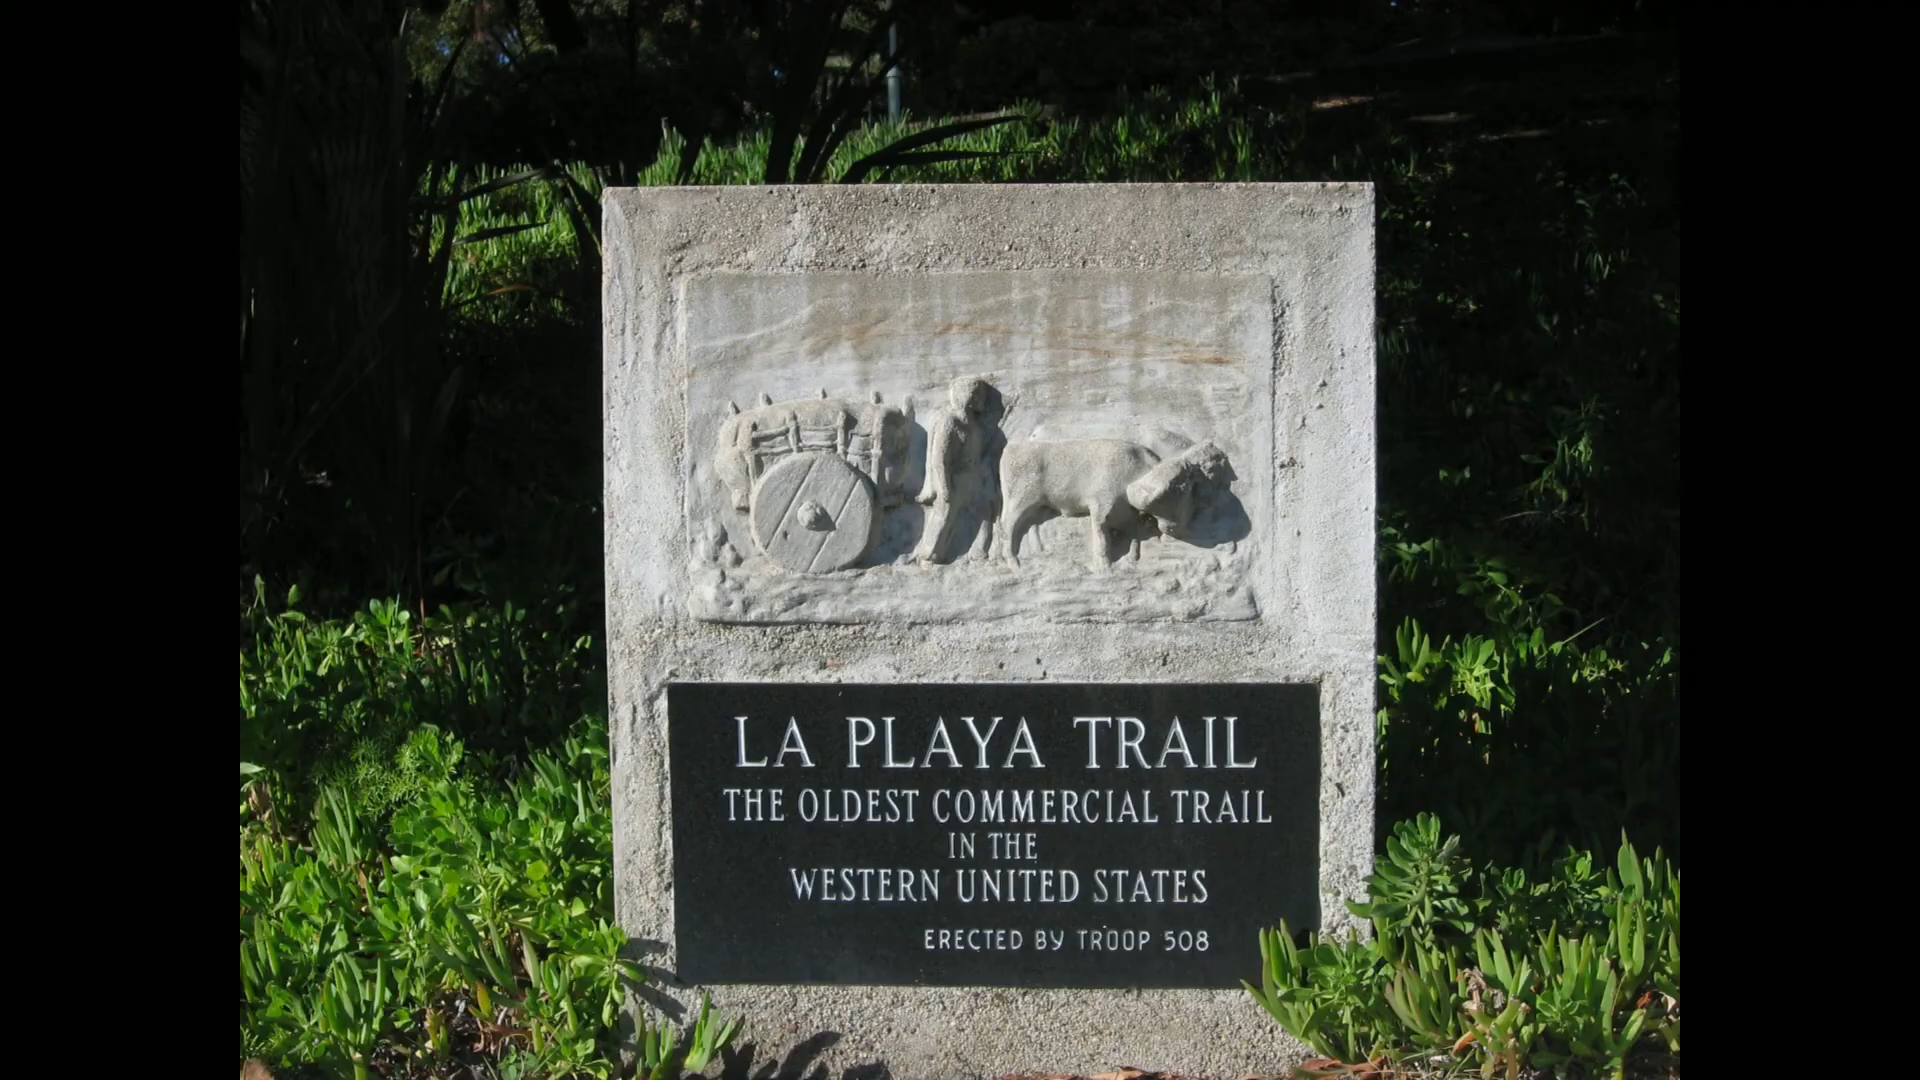 LA PLAYA TRAIL
THE OLDEST COMMERCIAL TRAIL
IN THE
WESTERN UNITED STATES
ERECTED BY TROOP 508